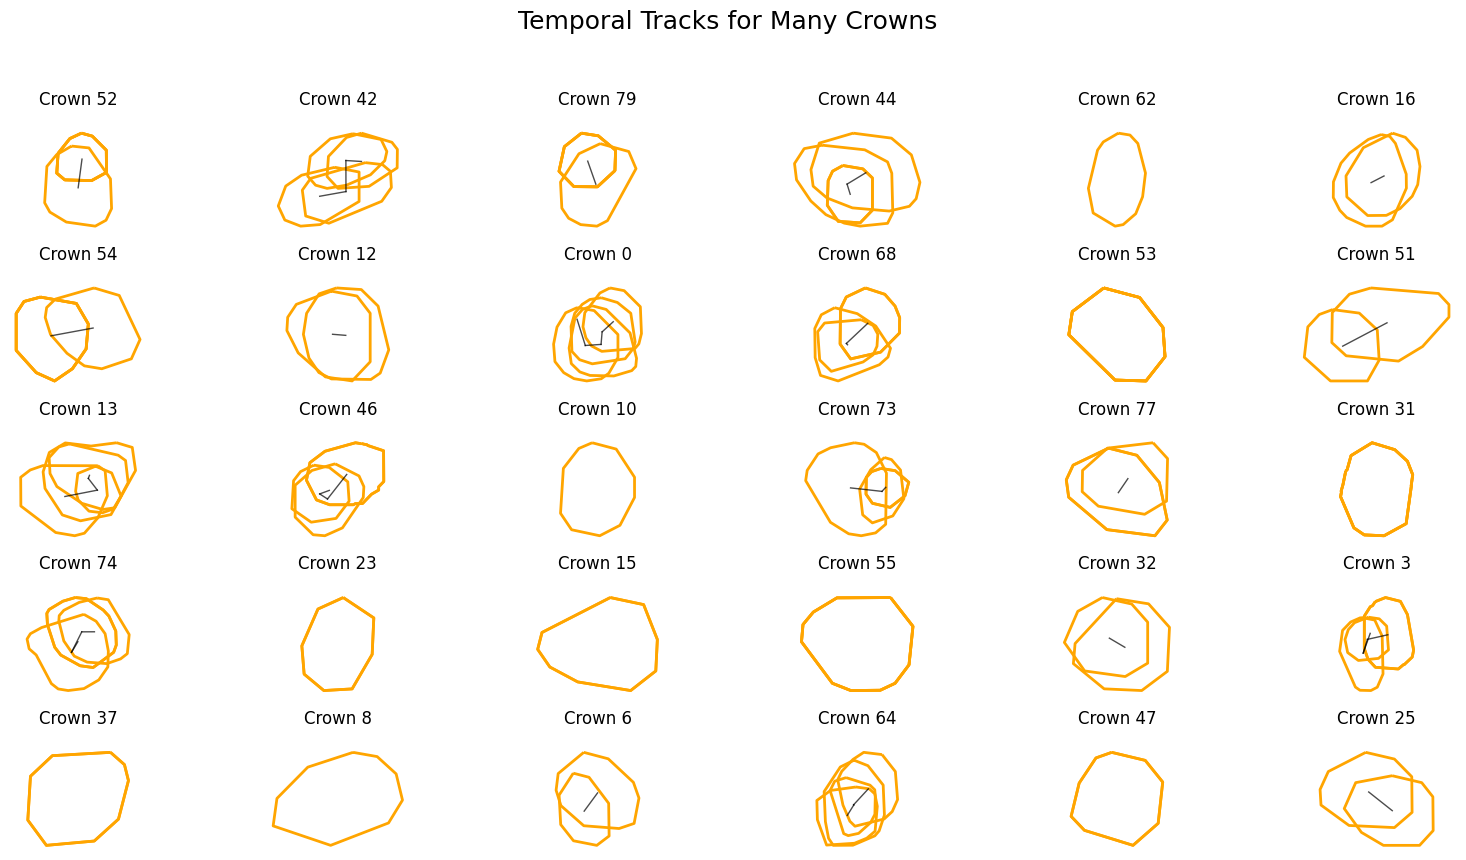 Temporal Tracks for Many Crowns
Crown 52 Crown 42 Crown 79 Crown 44 Crown 62 Crown 16
Crown 54 Crown 12 Crown 0 Crown 68 Crown 53 Crown 51
Crown 13 Crown 46 Crown 10 Crown 73 Crown 77 Crown 31
Crown 74 Crown 23 Crown 15 Crown 55 Crown 32 Crown 3
Crown 37 Crown 8 Crown 6 Crown 64 Crown 47 Crown 25